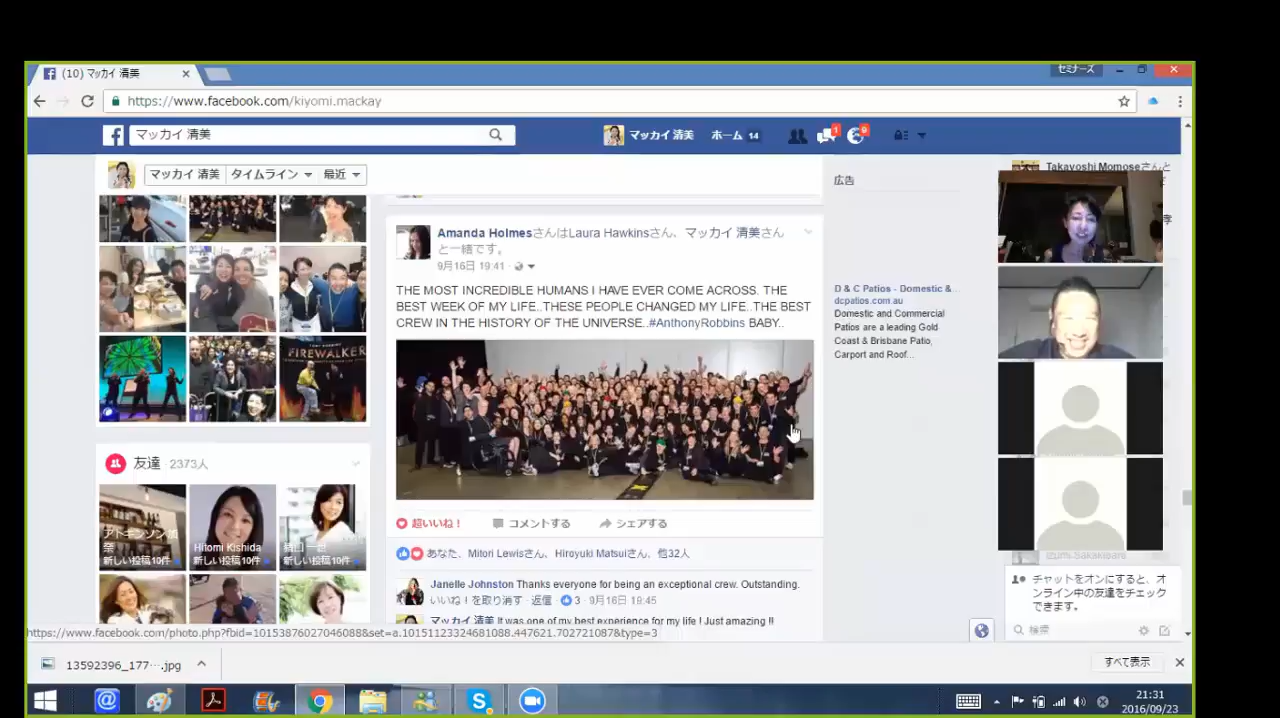 (10) マッカイ 清美
セミナーズ
https://www.facebook.com/kiyomi.mackay
マッカイ 清美
マッカイ 清美
ホーム 14
1
9
マッカイ 清美 タイムライン 最近
広告
Takayoshi Momoseさんと
Amanda HolmesさんはLaura Hawkinsさん、マッカイ 清美さん
と一緒です。
9月16日 19:41
THE MOST INCREDIBLE HUMANS I HAVE EVER COME ACROSS. THE
BEST WEEK OF MY LIFE..THESE PEOPLE CHANGED MY LIFE..THE BEST
CREW IN THE HISTORY OF THE UNIVERSE..#AnthonyRobbins BABY..
D & C Patios - Domestic &...
dcpatios.com.au
Domestic and Commercial
Patios are a leading Gold
Coast & Brisbane Patio,
Carport and Roof...
FIREWALKER
友達 · 2373人
新しい投稿10件
Hitomi Kishida
新しい投稿10件
新しい投稿10件
超いいね！ コメントする シェアする
あなた、Mitori Lewisさん、Hiroyuki Matsuiさん、他32人
Janelle Johnston Thanks everyone for being an exceptional crew. Outstanding.
いいね！を取り消す · 返信 · 3 · 9月16日 19:45
マッカイ 清美 It was one of my best experience for my life ! Just amazing !!
Izumi Sakakibara
チャットをオンにすると、オ
ンライン中の友達をチェック
できます。
検索
https://www.facebook.com/photo.php?fbid=10153876027046088&set=a.10151123324681088.447621.702721087&type=3
13592396_177....jpg
すべて表示
21:31
2016/09/23